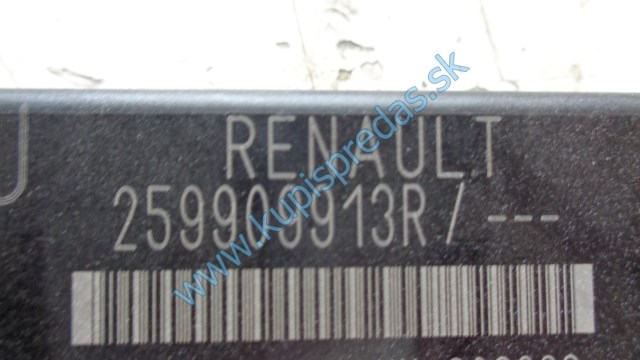 RENAULT
259909913R / ---
www.kupispredas.sk